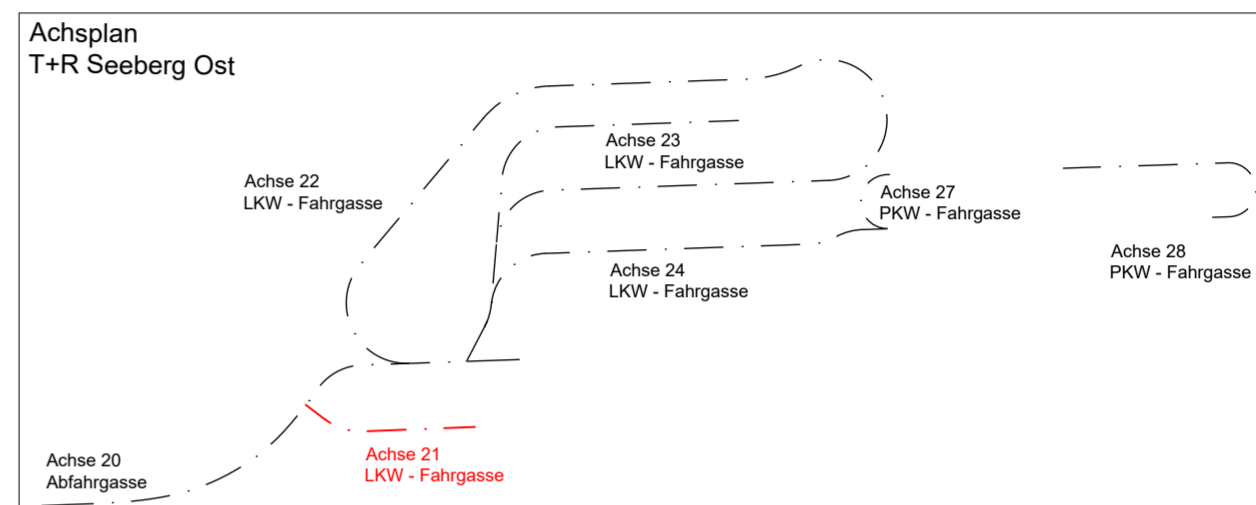 Achsplan
T+R Seeberg Ost
Achse 23
LKW - Fahrgasse
Achse 22
LKW - Fahrgasse
Achse 27
PKW - Fahrgasse
Achse 28
PKW - Fahrgasse
Achse 24
LKW - Fahrgasse
Achse 21
LKW - Fahrgasse
Achse 20
Abfahrgasse